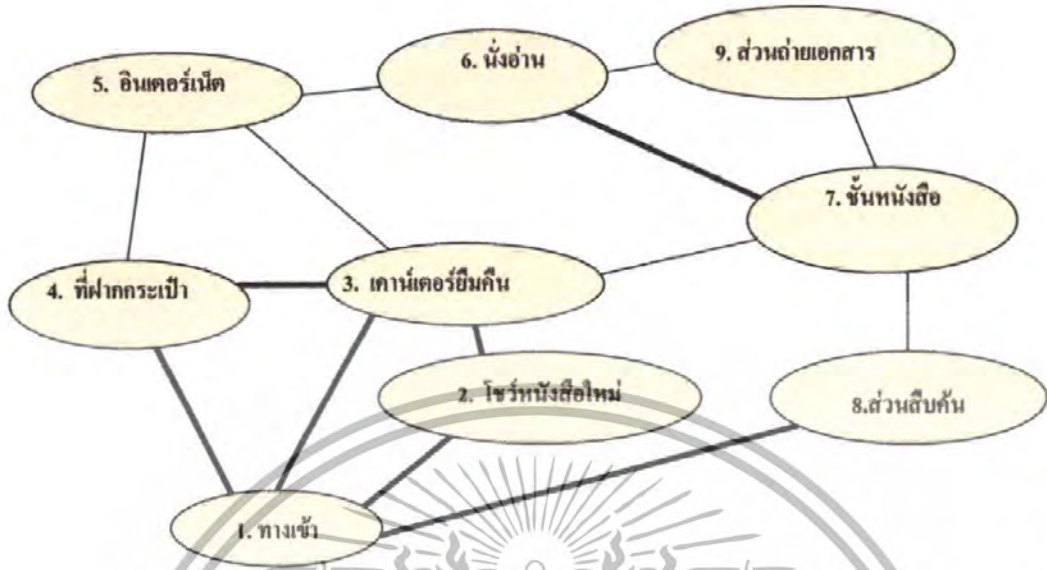 6. นั่งอ่าน
9. ส่วนถ่ายเอกสาร
5. อินเตอร์เน็ต
7. ชั้นหนังสือ
4. ที่ฝากกระเป๋า
3. เคาน์เตอร์ยืมคืน
2. โชว์หนังสือใหม่
8.ส่วนสืบค้น
1. ทางเข้า